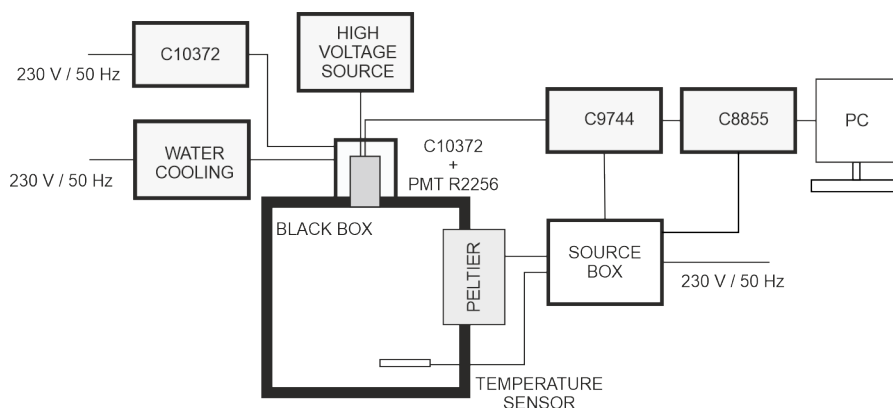 HIGH
VOLTAGE
SOURCE
C10372
230 V / 50 Hz
C9744
C8855
PC
WATER
COOLING
230 V / 50 Hz
C10372
+
PMT R2256
BLACK BOX
PELTIER
SOURCE
BOX
230 V / 50 Hz
TEMPERATURE
SENSOR